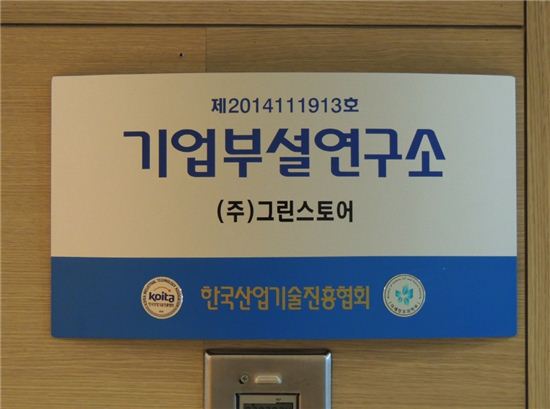 제2014111913호
기업부설연구소
(주)그린스토어
koita
한국산업기술진흥협회